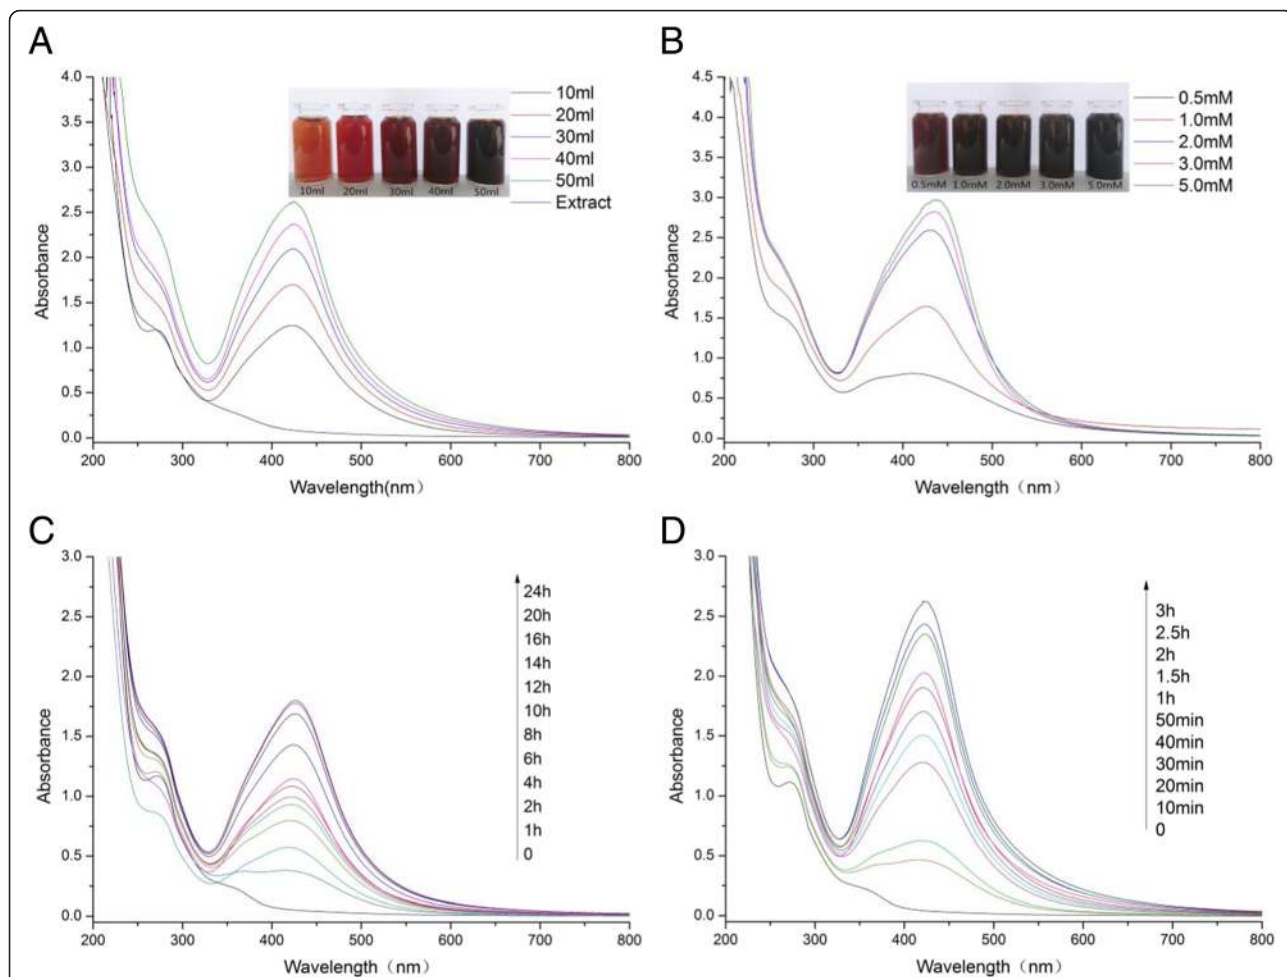 A
4.0
3.5
3.0
2.5
2.0
1.5
1.0
0.5
0.0
200 300 400 500 600 700 800
Absorbance
Wavelength(nm)
10ml
20ml
30ml
40ml
50ml
Extract
10ml 20ml 30ml 40ml 50ml
B
4.5
4.0
3.5
3.0
2.5
2.0
1.5
1.0
0.5
0.0
200 300 400 500 600 700 800
Absorbance
Wavelength（nm）
0.5mM
1.0mM
2.0mM
3.0mM
5.0mM
0.5mM 1.0mM 2.0mM 3.0mM 5.0mM
C
3.0
2.5
2.0
1.5
1.0
0.5
0.0
200 300 400 500 600 700 800
Absorbance
Wavelength（nm）
24h
20h
16h
14h
12h
10h
8h
6h
4h
2h
1h
0
D
3.0
2.5
2.0
1.5
1.0
0.5
0.0
200 300 400 500 600 700 800
Absorbance
Wavelength（nm）
3h
2.5h
2h
1.5h
1h
50min
40min
30min
20min
10min
0